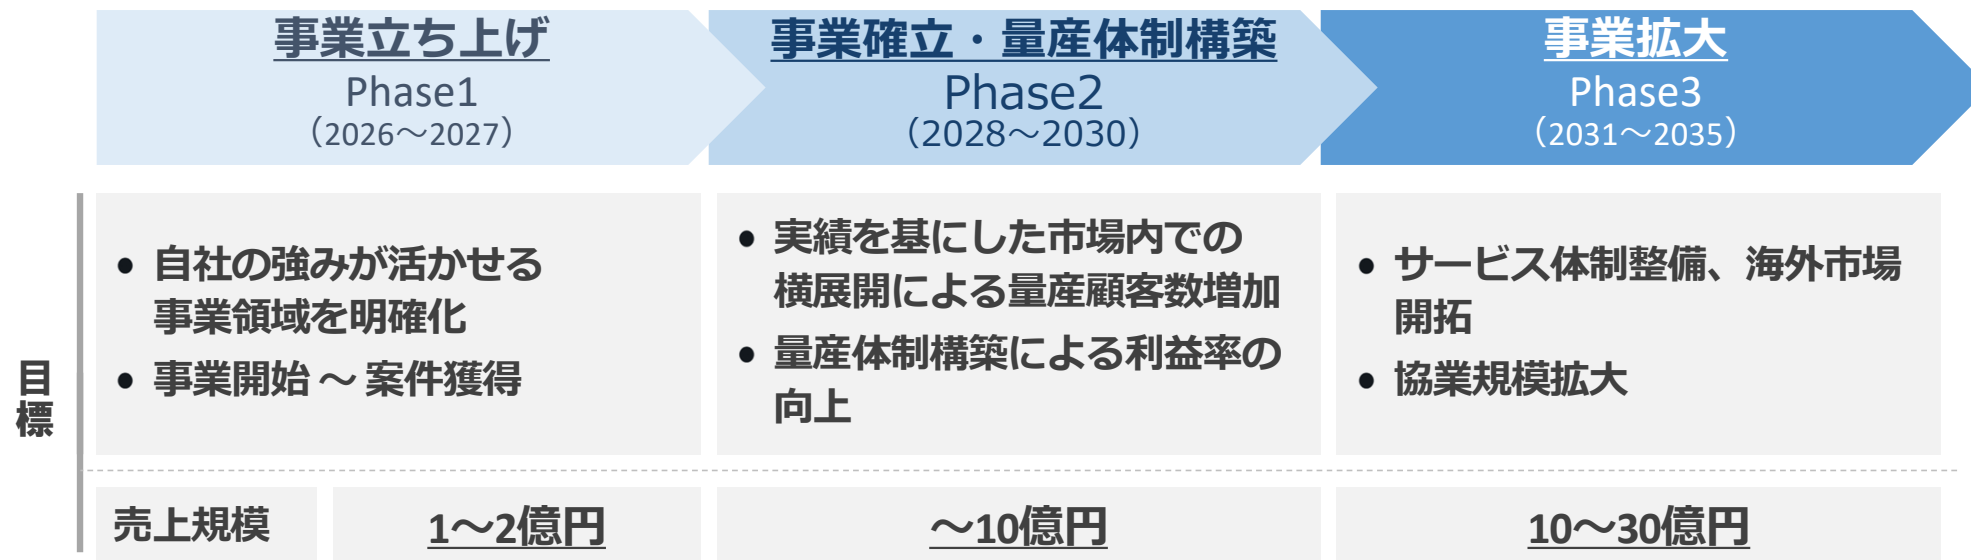 事業立ち上げ
Phase1
（2026～2027）
事業確立・量産体制構築
Phase2
（2028～2030）
事業拡大
Phase3
（2031～2035）
目標
• 自社の強みが活かせる
事業領域を明確化
• 事業開始 ～ 案件獲得
• 実績を基にした市場内での
横展開による量産顧客数増加
• 量産体制構築による利益率の
向上
• サービス体制整備、海外市場
開拓
• 協業規模拡大
売上規模
1～2億円
～10億円
10～30億円